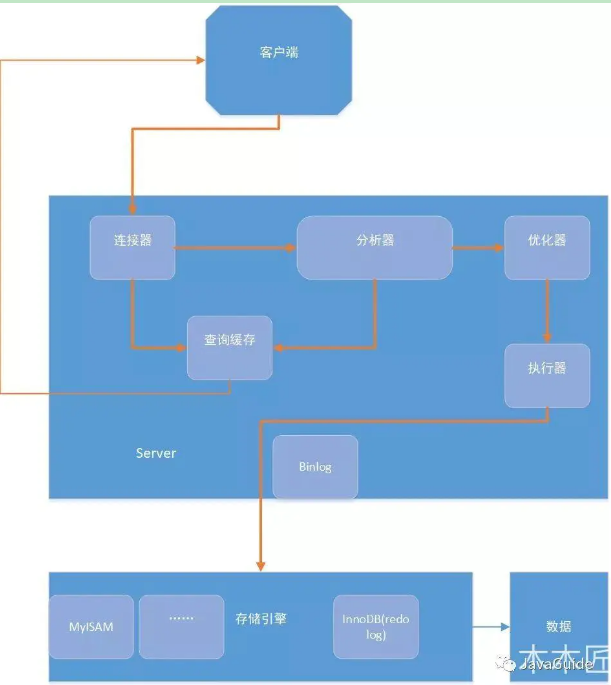 客户端
连接器
分析器
优化器
查询缓存
执行器
Server
Binlog
MyISAM
······
存储引擎
InnoDB(redo
log)
数据
木木匠
JavaGuide